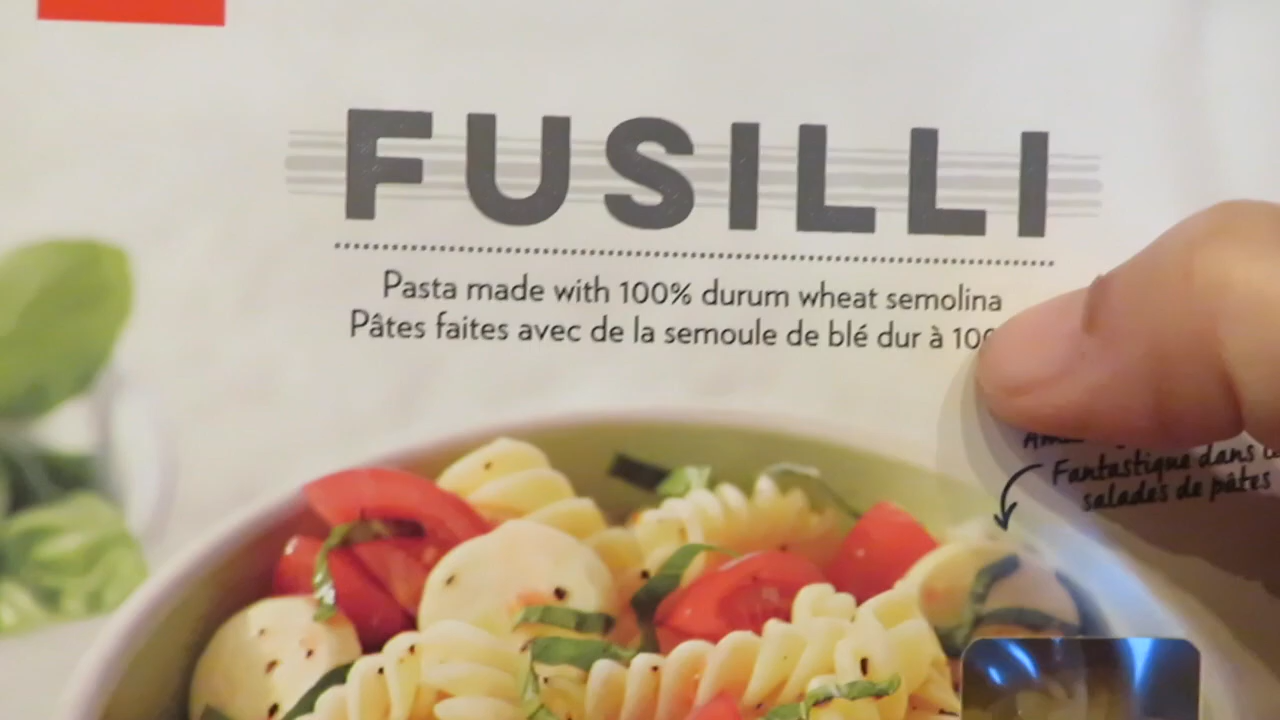 FUSILLI
Pasta made with 100% durum wheat semolina
Pâtes faites avec de la semoule de blé dur à
Fantastique dans
salades de pâtes